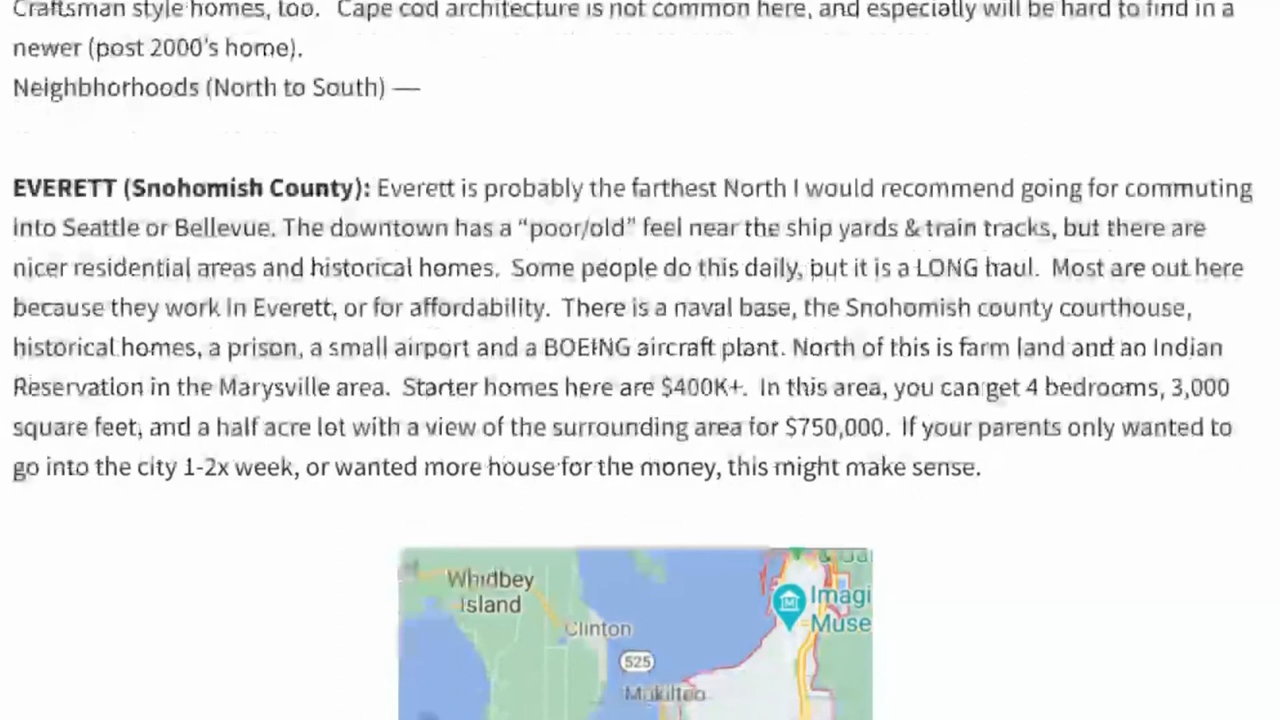 Craftsman style homes, too. Cape cod architecture is not common here, and especially will be hard to find in a
newer (post 2000's home).
Neighbhorhoods (North to South) —
EVERETT (Snohomish County): Everett is probably the farthest North I would recommend going for commuting
into Seattle or Bellevue. The downtown has a “poor/old” feel near the ship yards & train tracks, but there are
nicer residential areas and historical homes. Some people do this daily, but it is a LONG haul. Most are out here
because they work in Everett, or for affordability. There is a naval base, the Snohomish county courthouse,
historical homes, a prison, a small airport and a BOEING aircraft plant. North of this is farm land and an Indian
Reservation in the Marysville area. Starter homes here are $400K+. In this area, you can get 4 bedrooms, 3,000
square feet, and a half acre lot with a view of the surrounding area for $750,000. If your parents only wanted to
go into the city 1-2x week, or wanted more house for the money, this might make sense.
Whidbey
Island
Imagi
Muse
Clinton
525
Mukilteo